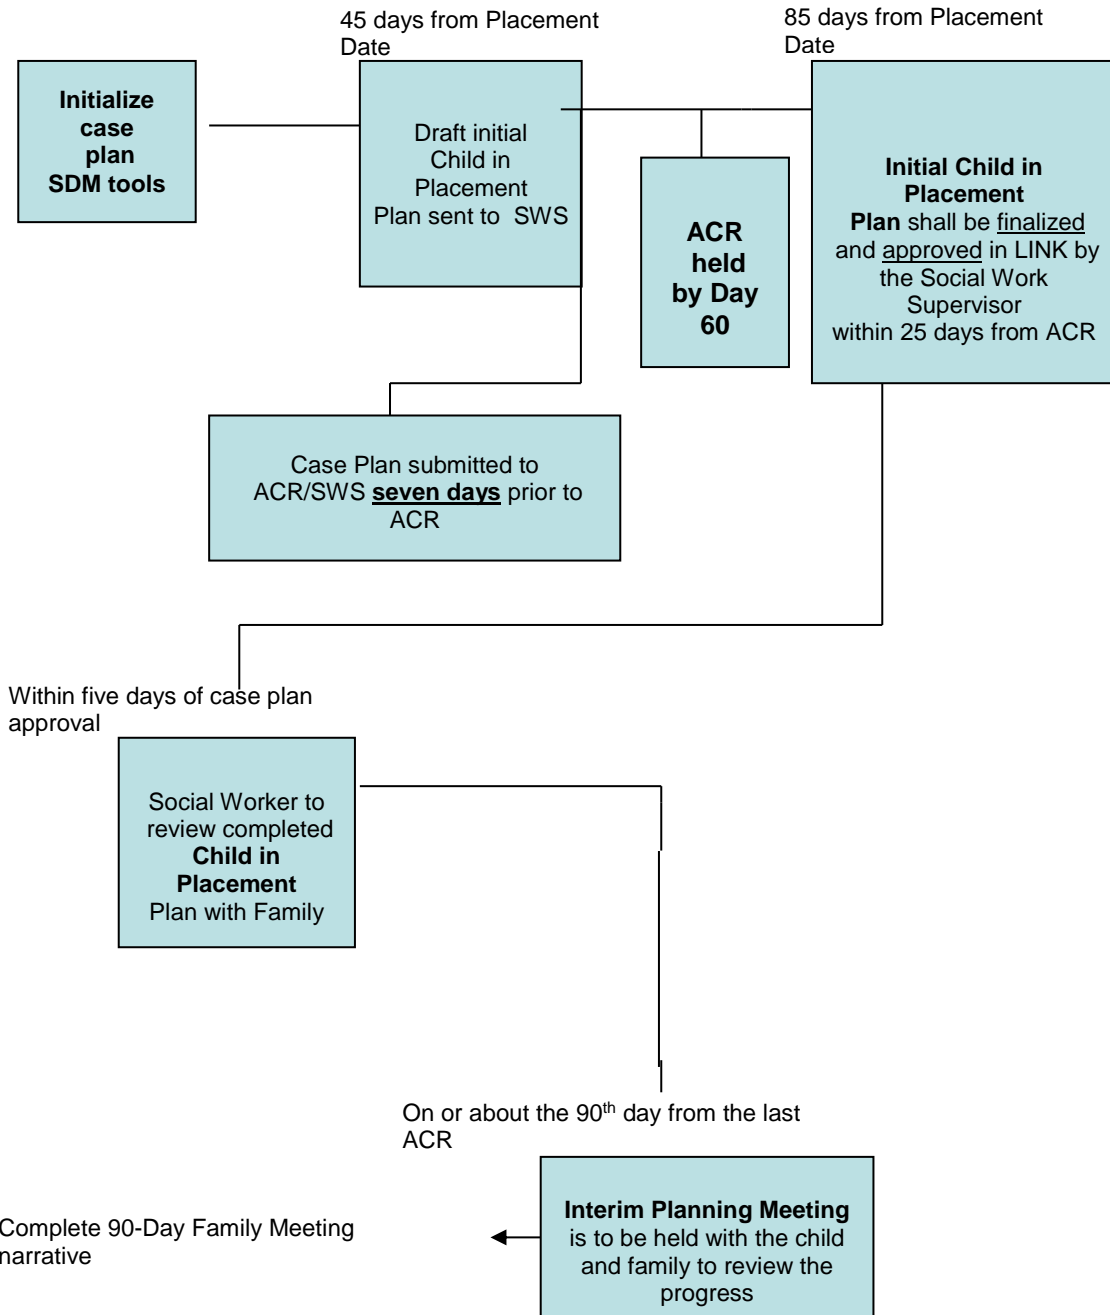 45 days from Placement
Date
85 days from Placement
Date
Initialize
case
plan
SDM tools
Draft initial
Child in
Placement
Plan sent to SWS
ACR
held
by Day
60
Initial Child in
Placement
Plan shall be finalized
and approved in LINK by
the Social Work
Supervisor
within 25 days from ACR
Case Plan submitted to
ACR/SWS seven days prior to
ACR
Within five days of case plan
approval
Social Worker to
review completed
Child in
Placement
Plan with Family
On or about the 90th day from the last
ACR
Interim Planning Meeting
is to be held with the child
and family to review the
progress
Complete 90-Day Family Meeting
narrative